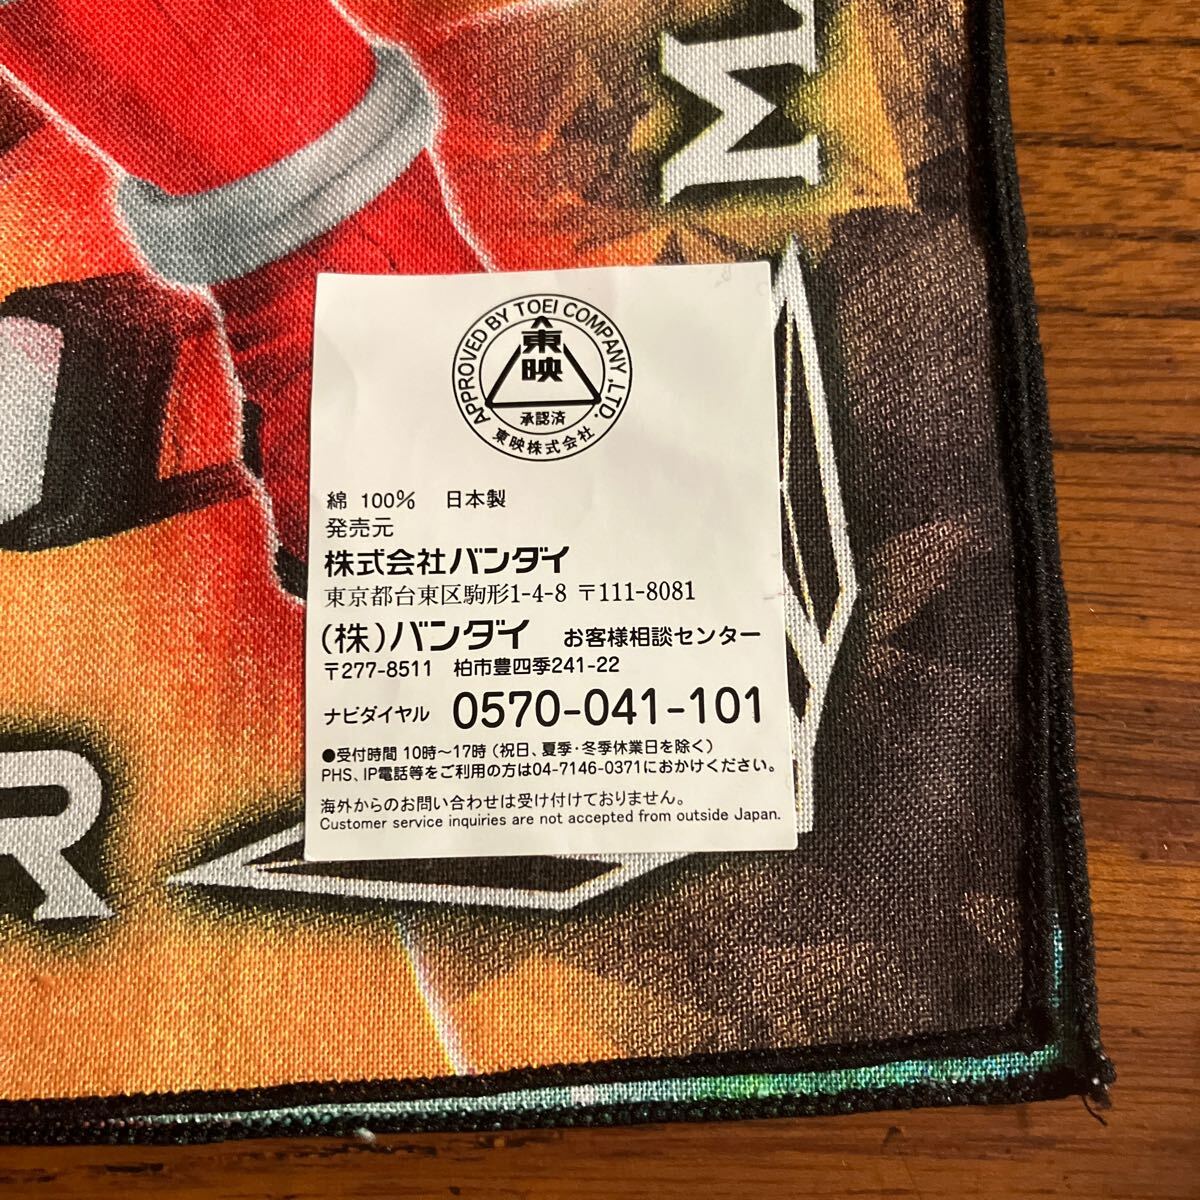 M
APPROVED BY TOEI COMPANY, LTD.
東映
承認済
東映株式会社
綿 100% 日本製
発売元
株式会社バンダイ
東京都台東区駒形1-4-8 〒111-8081
(株)バンダイ お客様相談センター
〒277-8511 柏市豊四季241-22
ナビダイヤル 0570-041-101
●受付時間 10時〜17時 (祝日、夏季・冬季休業日を除く)
PHS、IP電話等をご利用の方は04-7146-0371におかけください。
海外からのお問い合わせは受け付けておりません。
Customer service inquiries are not accepted from outside Japan.
R